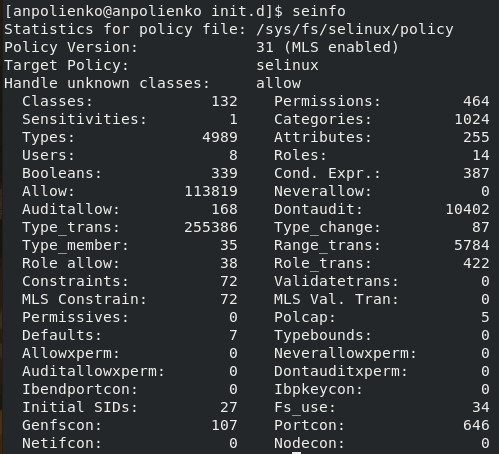 [anpolienko@anpolienko init.d]$ seinfo
Statistics for policy file: /sys/fs/selinux/policy
Policy Version: 31 (MLS enabled)
Target Policy: selinux
Handle unknown classes: allow
Classes: 132 Permissions: 464
Sensitivities: 1 Categories: 1024
Types: 4989 Attributes: 255
Users: 8 Roles: 14
Booleans: 339 Cond. Expr.: 387
Allow: 113819 Neverallow: 0
Auditallow: 168 Dontaudit: 10402
Type_trans: 255386 Type_change: 87
Type_member: 35 Range_trans: 5784
Role allow: 38 Role_trans: 422
Constraints: 72 Validatetrans: 0
MLS Constrain: 72 MLS Val. Tran: 0
Permissives: 0 Polcap: 5
Defaults: 7 Typebounds: 0
Allowxperm: 0 Neverallowxperm: 0
Auditallowxperm: 0 Dontauditxperm: 0
Ibendportcon: 0 Ibpkeycon: 0
Initial SIDs: 27 Fs_use: 34
Genfscon: 107 Portcon: 646
Netifcon: 0 Nodecon: 0